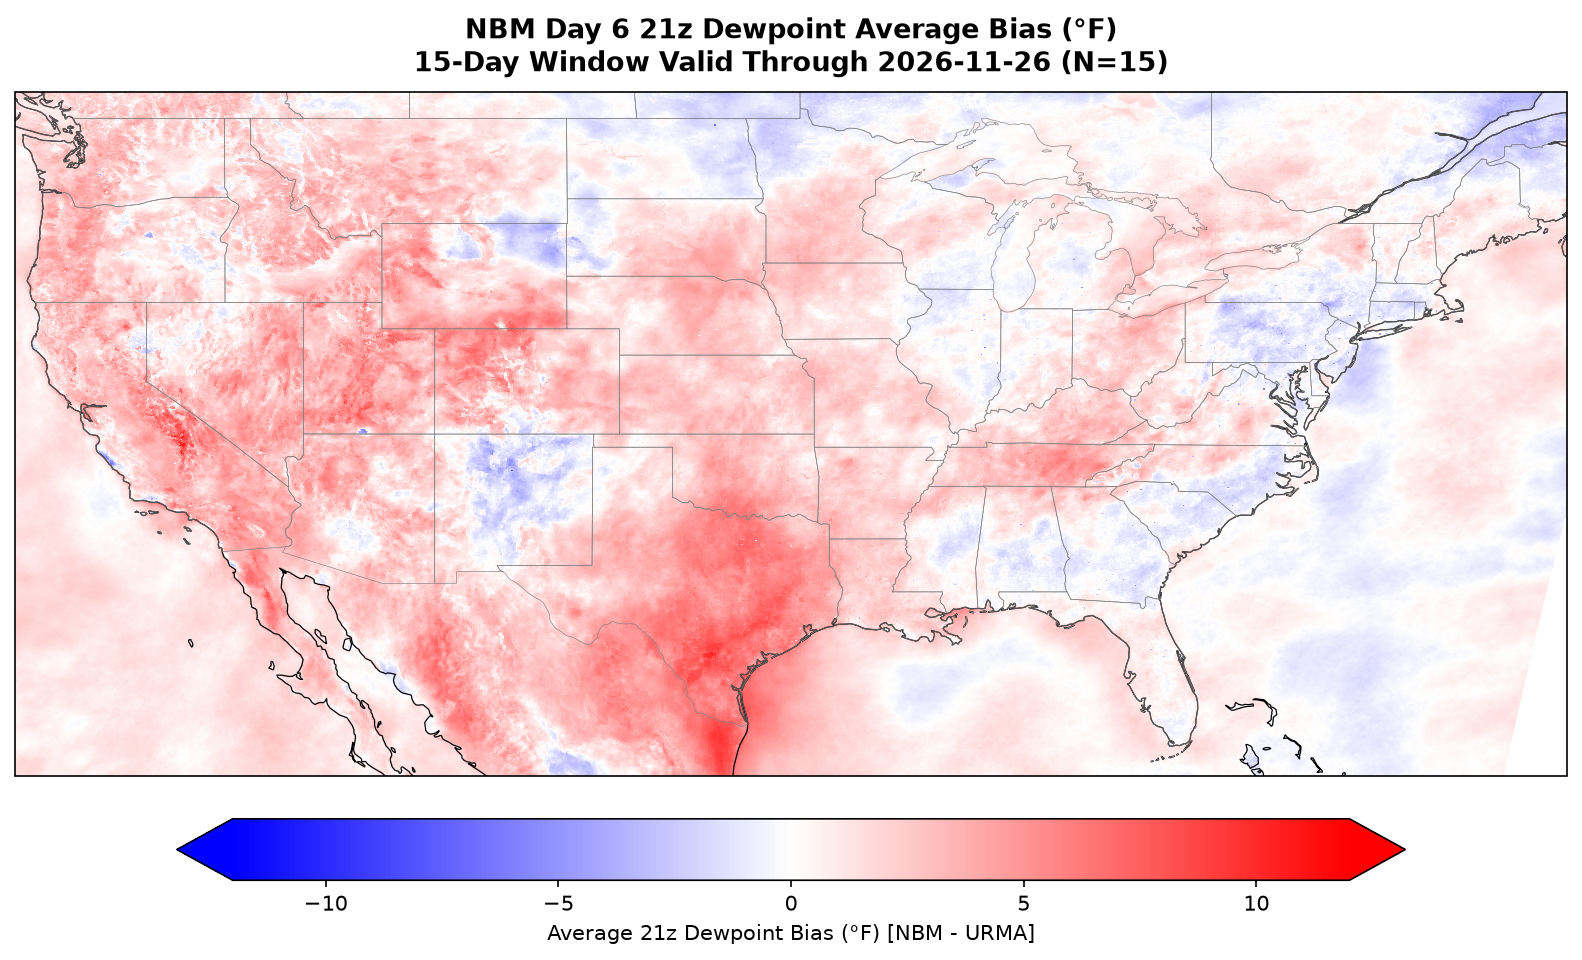 NBM Day 6 21z Dewpoint Average Bias (°F)
15-Day Window Valid Through 2026-11-26 (N=15)
−10 −5 0 5 10
Average 21z Dewpoint Bias (°F) [NBM - URMA]